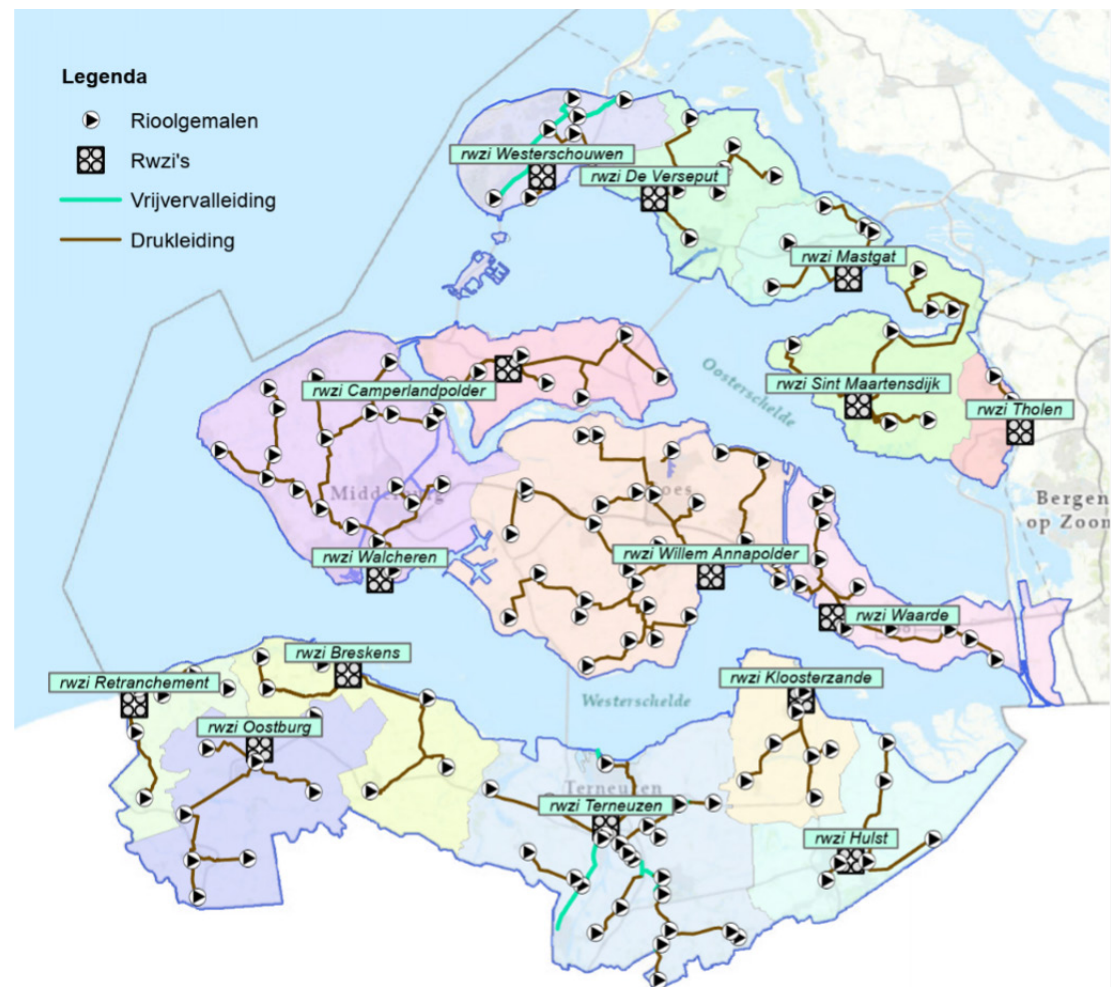 Legenda
Rioolgemalen
Rwzi's
Vrijvervalleiding
Drukleiding
rwzi Westerschouwen
rwzi De Verseput
rwzi Mastgat
Oosterschelde
rwzi Camperlandpolder
rwzi Sint Maartensdijk
rwzi Tholen
Bergen
op Zoom
rwzi Walcheren
rwzi Willem Annapolder
rwzi Waarde
rwzi Breskens
rwzi Retranchement
rwzi Kloosterzande
Westerschelde
rwzi Oostburg
Terneuzen
rwzi Terneuzen
rwzi Hulst